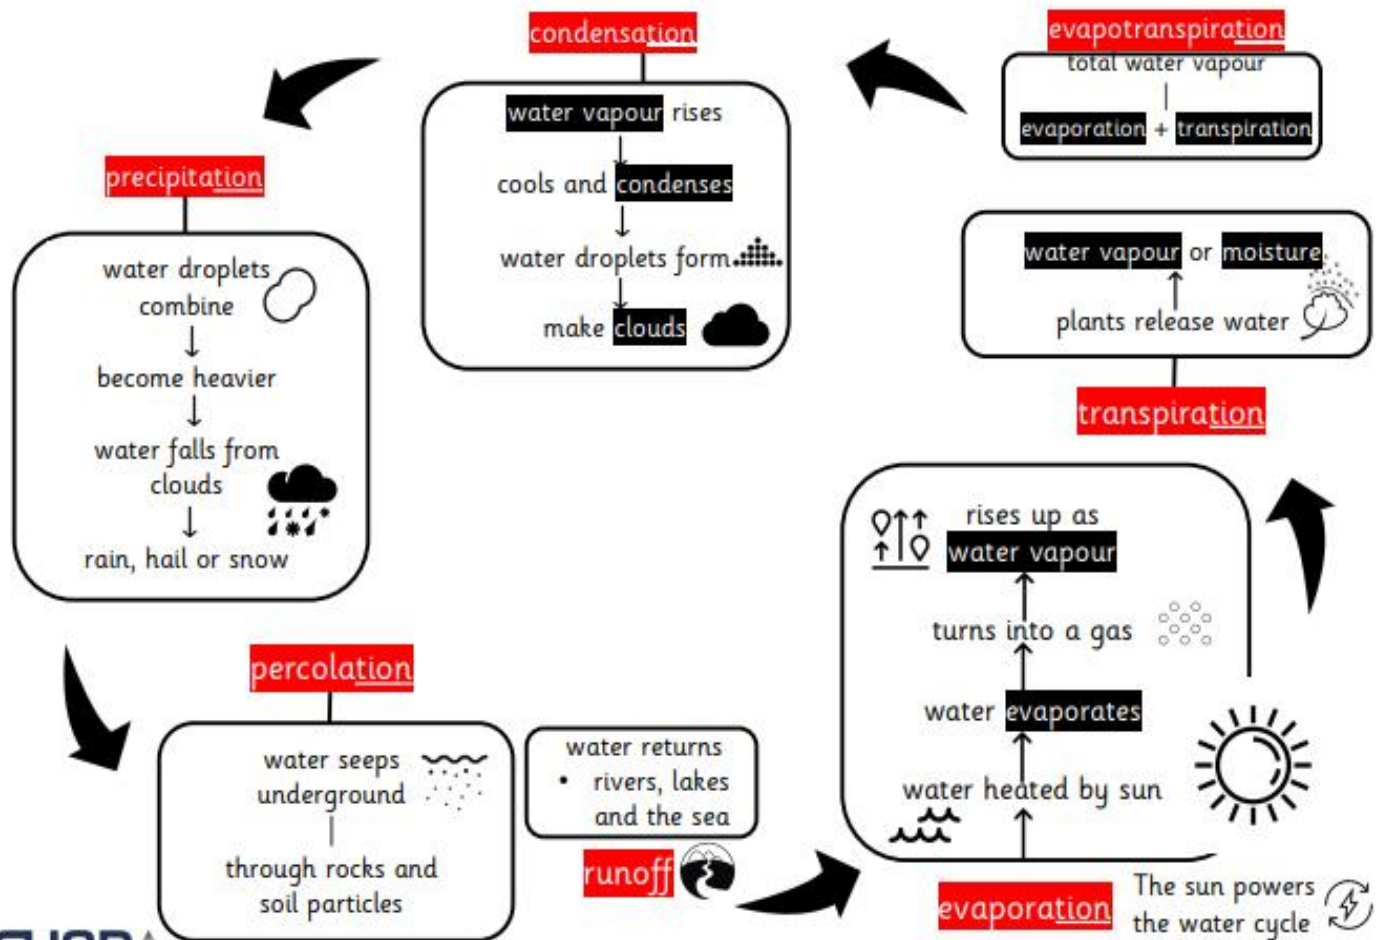 condensation
water vapour rises
cools and condenses
water droplets form
make clouds
evapotranspiration
total water vapour
evaporation + transpiration
precipitation
water droplets
combine
become heavier
water falls from
clouds
rain, hail or snow
water vapour or moisture
plants release water
transpiration
rises up as
water vapour
turns into a gas
water evaporates
water heated by sun
percolation
water seeps
underground
through rocks and
soil particles
water returns
• rivers, lakes
and the sea
runoff
evaporation
The sun powers
the water cycle